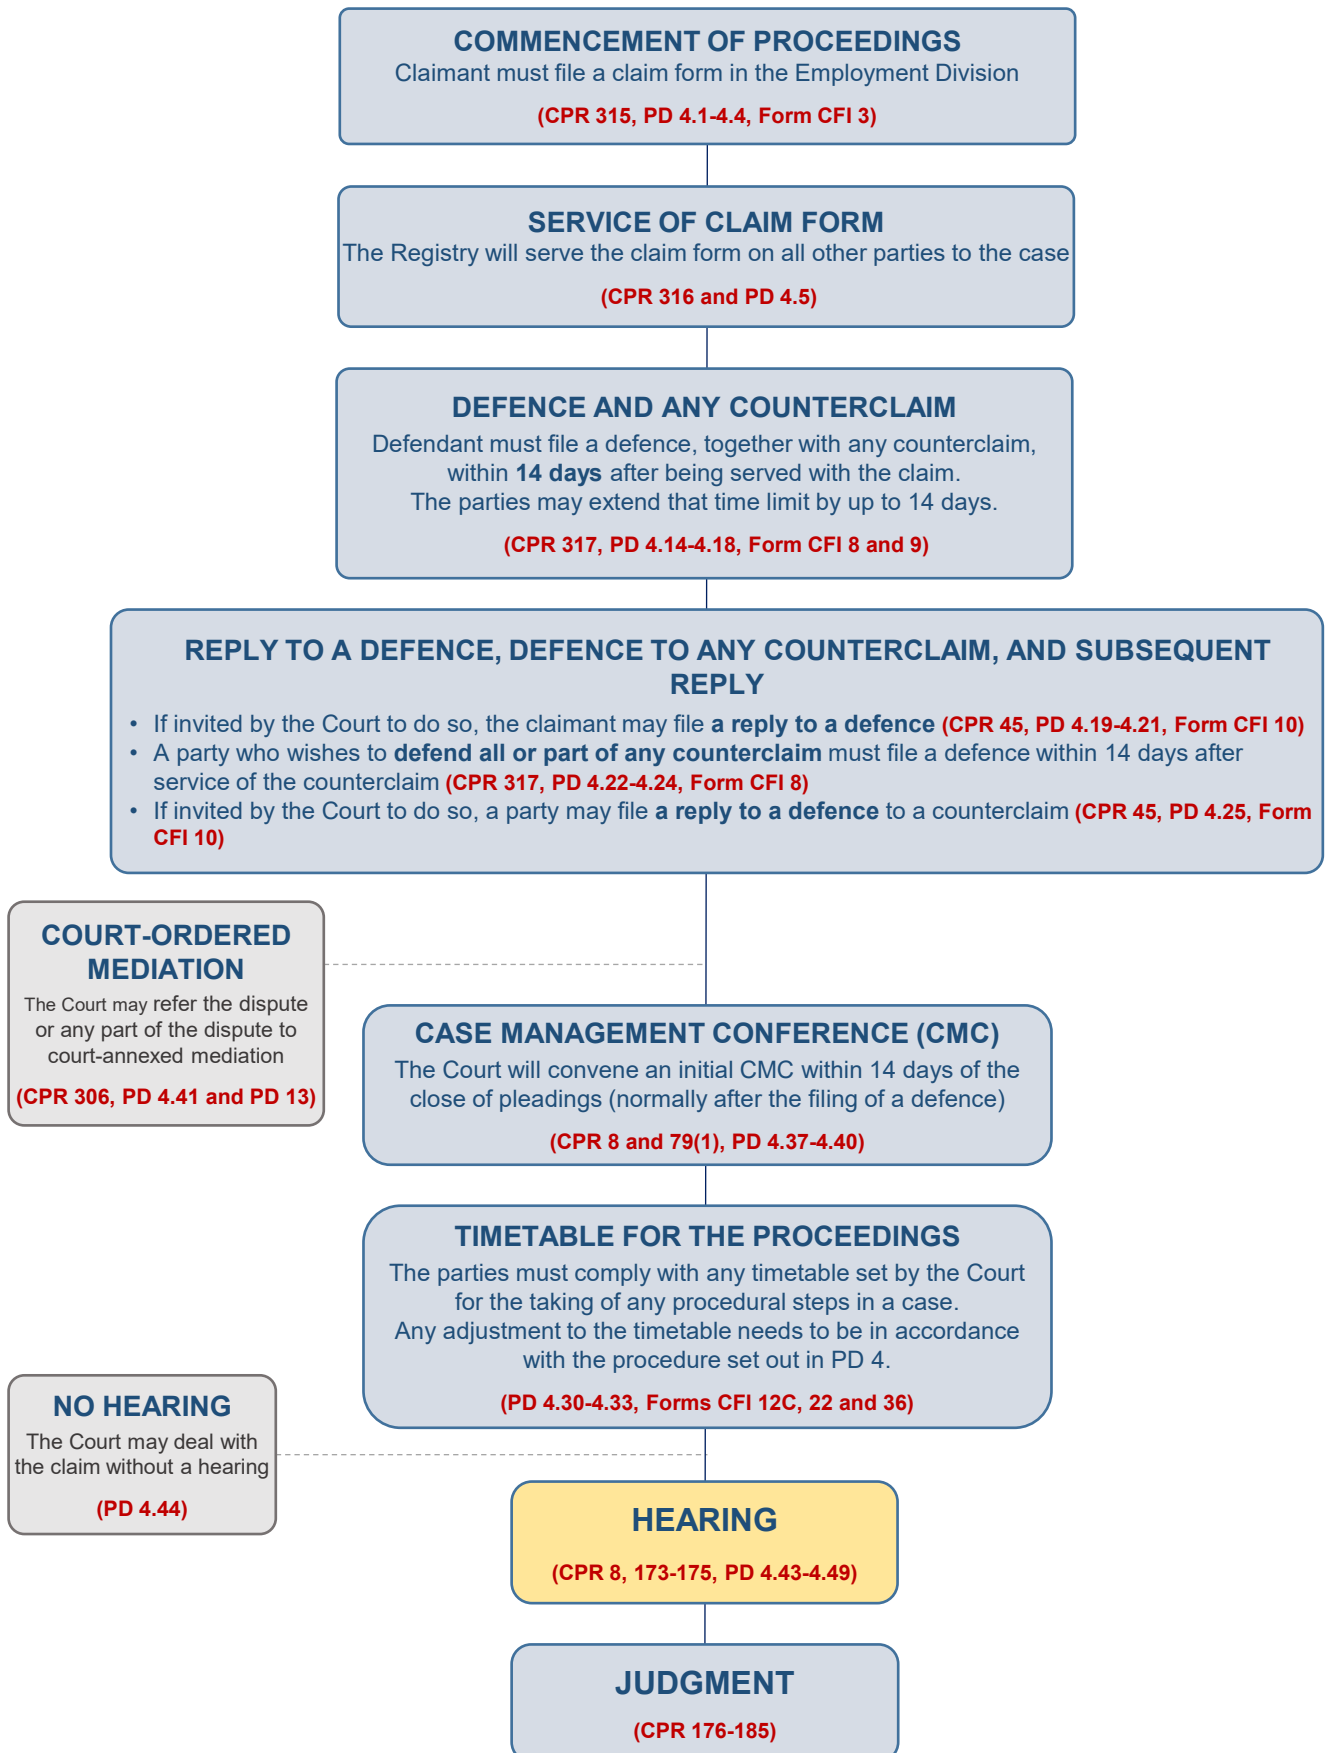 COMMENCEMENT OF PROCEEDINGS
Claimant must file a claim form in the Employment Division
(CPR 315, PD 4.1-4.4, Form CFI 3)
SERVICE OF CLAIM FORM
The Registry will serve the claim form on all other parties to the case
(CPR 316 and PD 4.5)
DEFENCE AND ANY COUNTERCLAIM
Defendant must file a defence, together with any counterclaim,
within 14 days after being served with the claim.
The parties may extend that time limit by up to 14 days.
(CPR 317, PD 4.14-4.18, Form CFI 8 and 9)
REPLY TO A DEFENCE, DEFENCE TO ANY COUNTERCLAIM, AND SUBSEQUENT
REPLY
• If invited by the Court to do so, the claimant may file a reply to a defence (CPR 45, PD 4.19-4.21, Form CFI 10)
• A party who wishes to defend all or part of any counterclaim must file a defence within 14 days after
service of the counterclaim (CPR 317, PD 4.22-4.24, Form CFI 8)
• If invited by the Court to do so, a party may file a reply to a defence to a counterclaim (CPR 45, PD 4.25, Form
CFI 10)
COURT-ORDERED
MEDIATION
The Court may refer the dispute
or any part of the dispute to
court-annexed mediation
(CPR 306, PD 4.41 and PD 13)
CASE MANAGEMENT CONFERENCE (CMC)
The Court will convene an initial CMC within 14 days of the
close of pleadings (normally after the filing of a defence)
(CPR 8 and 79(1), PD 4.37-4.40)
TIMETABLE FOR THE PROCEEDINGS
The parties must comply with any timetable set by the Court
for the taking of any procedural steps in a case.
Any adjustment to the timetable needs to be in accordance
with the procedure set out in PD 4.
(PD 4.30-4.33, Forms CFI 12C, 22 and 36)
NO HEARING
The Court may deal with
the claim without a hearing
(PD 4.44)
HEARING
(CPR 8, 173-175, PD 4.43-4.49)
JUDGMENT
(CPR 176-185)